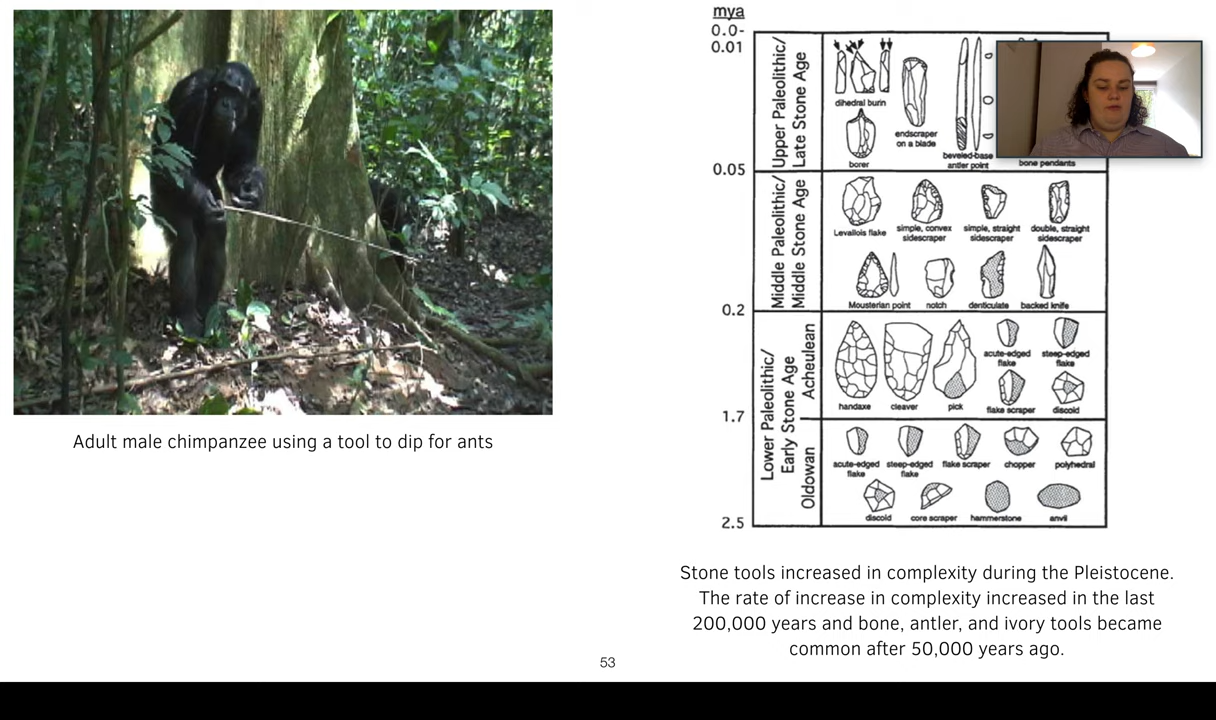 Adult male chimpanzee using a tool to dip for ants
mya
0.0-
0.01
0.05
0.2
1.7
2.5
Upper Paleolithic/
Late Stone Age
dihedral burin
endscraper
on a blade
borer
beveled-base
antler point
bone pendants
Middle Paleolithic/
Middle Stone Age
Levallois flake
simple, convex
sidescraper
simple, straight
sidescraper
double, straight
sidescraper
Mousterian point
notch
denticulate
backed knife
Lower Paleolithic/
Early Stone Age
Acheulean
handaxe
cleaver
pick
acute-edged
flake
steep-edged
flake
flake scraper
discoid
Oldowan
acute-edged
flake
steep-edged
flake
flake scraper
chopper
polyhedral
discoid
core scraper
hammerstone
anvil
Stone tools increased in complexity during the Pleistocene.
The rate of increase in complexity increased in the last
200,000 years and bone, antler, and ivory tools became
common after 50,000 years ago.
53